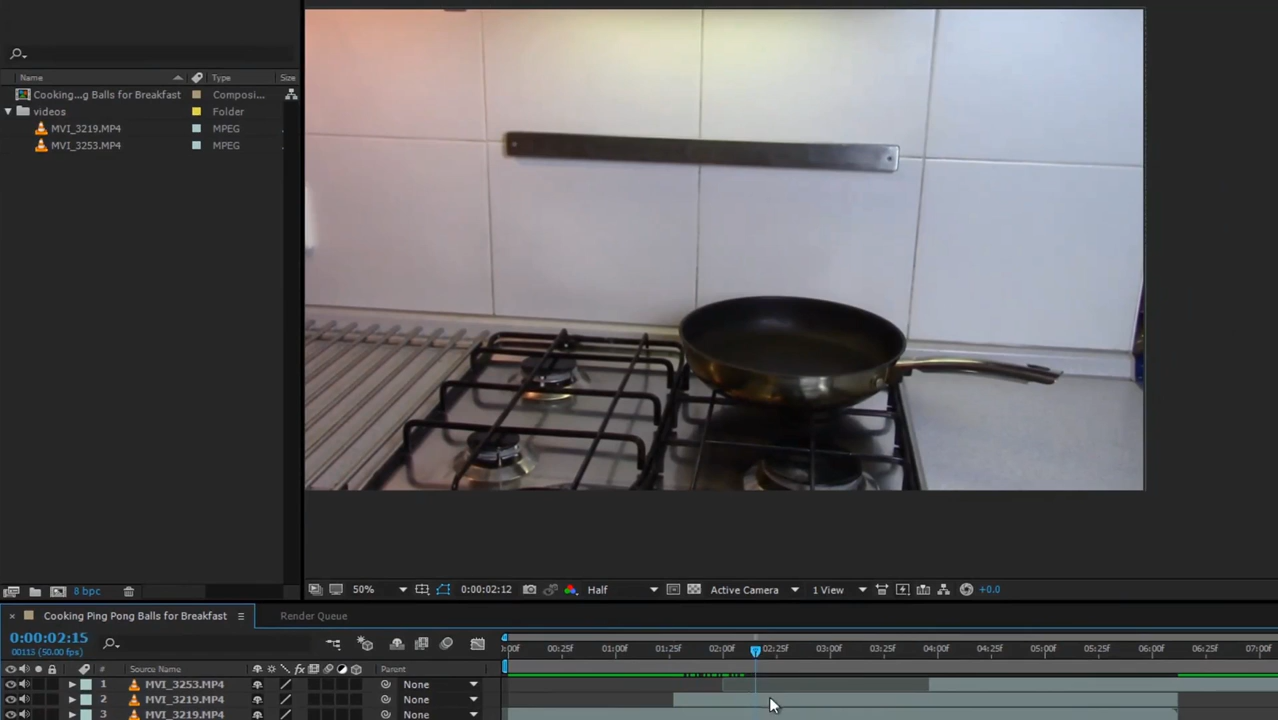 Name Type Size
Cooking...g Balls for Breakfast Composi...
videos Folder
MVI_3219.MP4 MPEG
MVI_3253.MP4 MPEG
8 bpc
50% 0:00:02:12 Half Active Camera 1 View +0.0
× Cooking Ping Pong Balls for Breakfast Render Queue
0:00:02:15
00115 (50.00 fps)
:00f 00:25f 01:00f 01:25f 02:00f 02:25f 03:00f 03:25f 04:00f 04:25f 05:00f 05:25f 06:00f 06:25f 07:00f
# Source Name Parent
1 MVI_3253.MP4 None
2 MVI_3219.MP4 None
3 MVI_3219.MP4 None